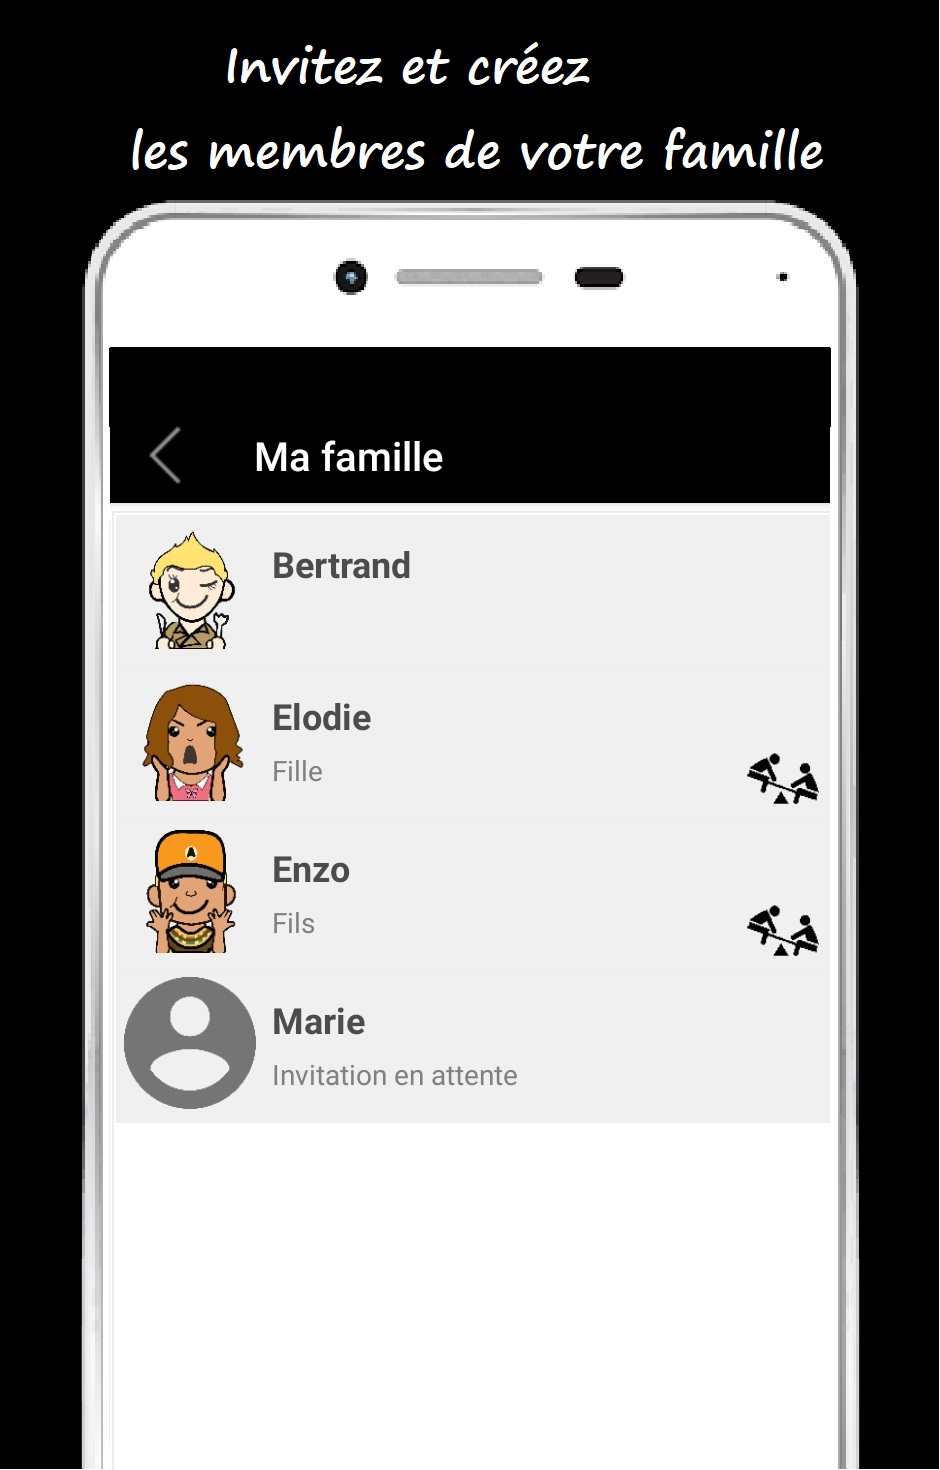 Invitez et créez
les membres de votre famille
Ma famille
Bertrand
Elodie
Fille
A
Enzo
Fils
Marie
Invitation en attente